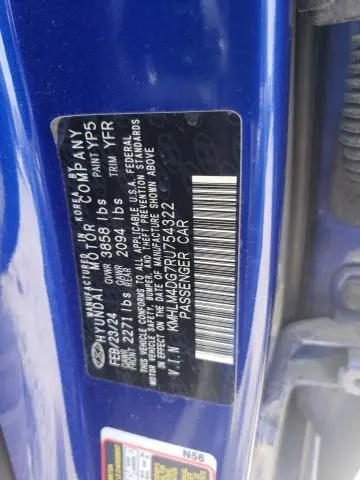 MANUFACTURED IN KOREA BY
HYUNDAI MOTOR COMPANY
FEB/23/24 GVWR 3858 lbs PAINT YP5
GAWR FRONT 2271 lbs GAWR REAR 2094 lbs TRIM YFR
THIS VEHICLE CONFORMS TO ALL APPLICABLE U.S.A. FEDERAL
MOTOR VEHICLE SAFETY, BUMPER, AND
THEFT PREVENTION STANDARDS IN EFFECT ON THE
DATE OF MANUFACTURE SHOWN ABOVE
V.I.N KMHLM4DG7RU754322
PASSENGER CAR
N56